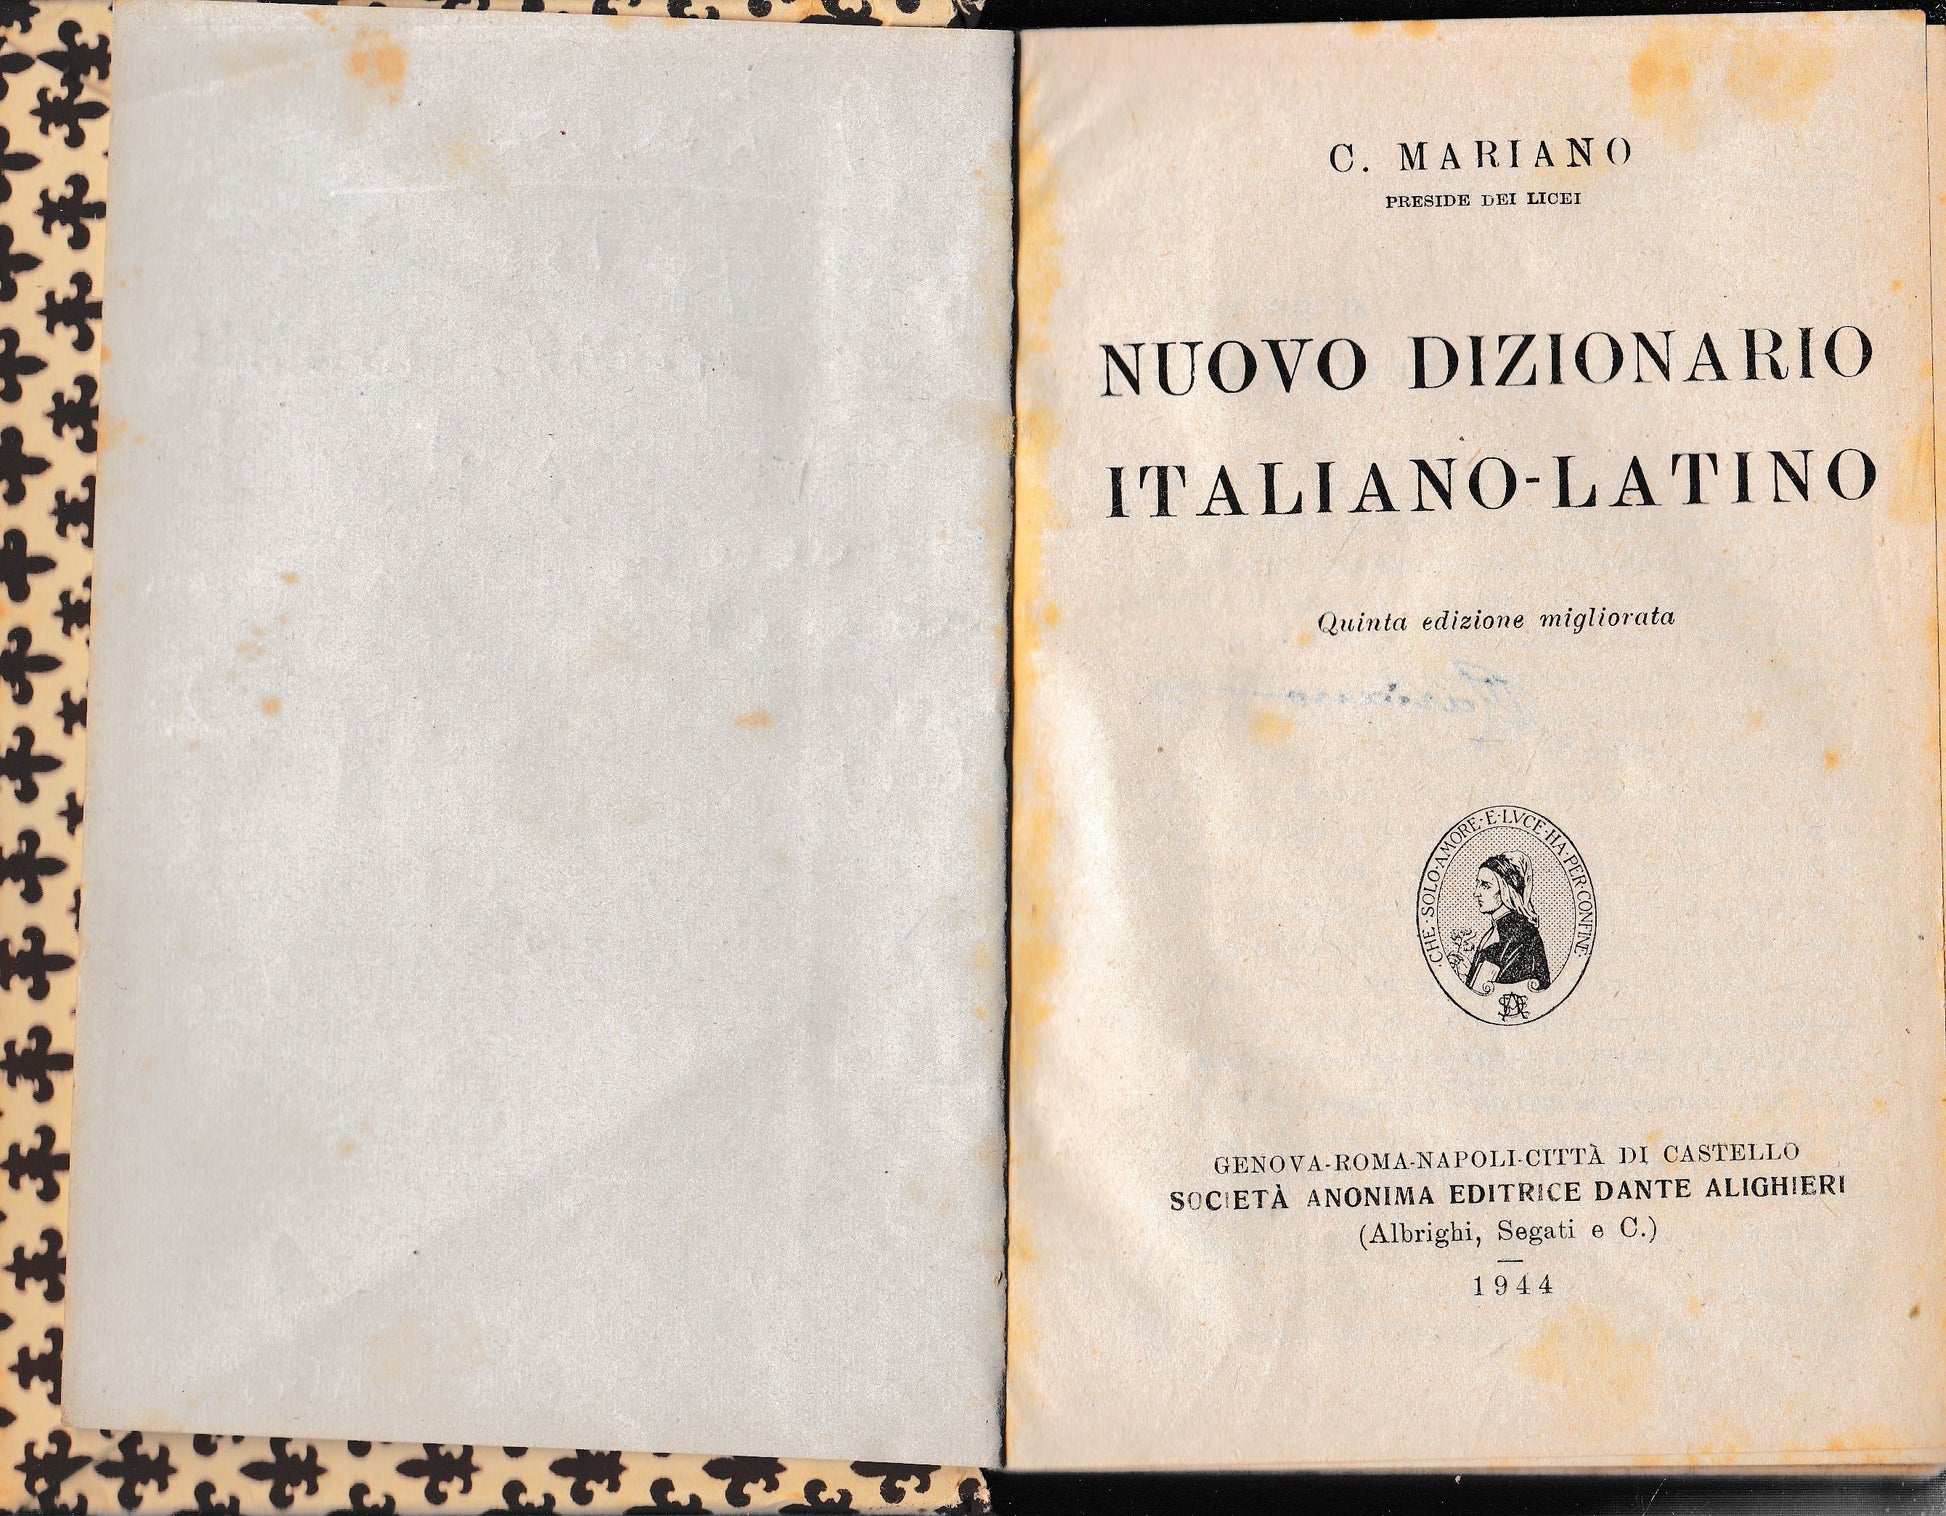 C. MARIANO
PRESIDE DEI LICEI
NUOVO DIZIONARIO
ITALIANO-LATINO
Quinta edizione migliorata
·CHE·SOLO·AMORE·E·LVCE·HA·PER·CONFINE·
GENOVA-ROMA-NAPOLI-CITTÀ DI CASTELLO
SOCIETÀ ANONIMA EDITRICE DANTE ALIGHIERI
(Albrighi, Segati e C.)
1944